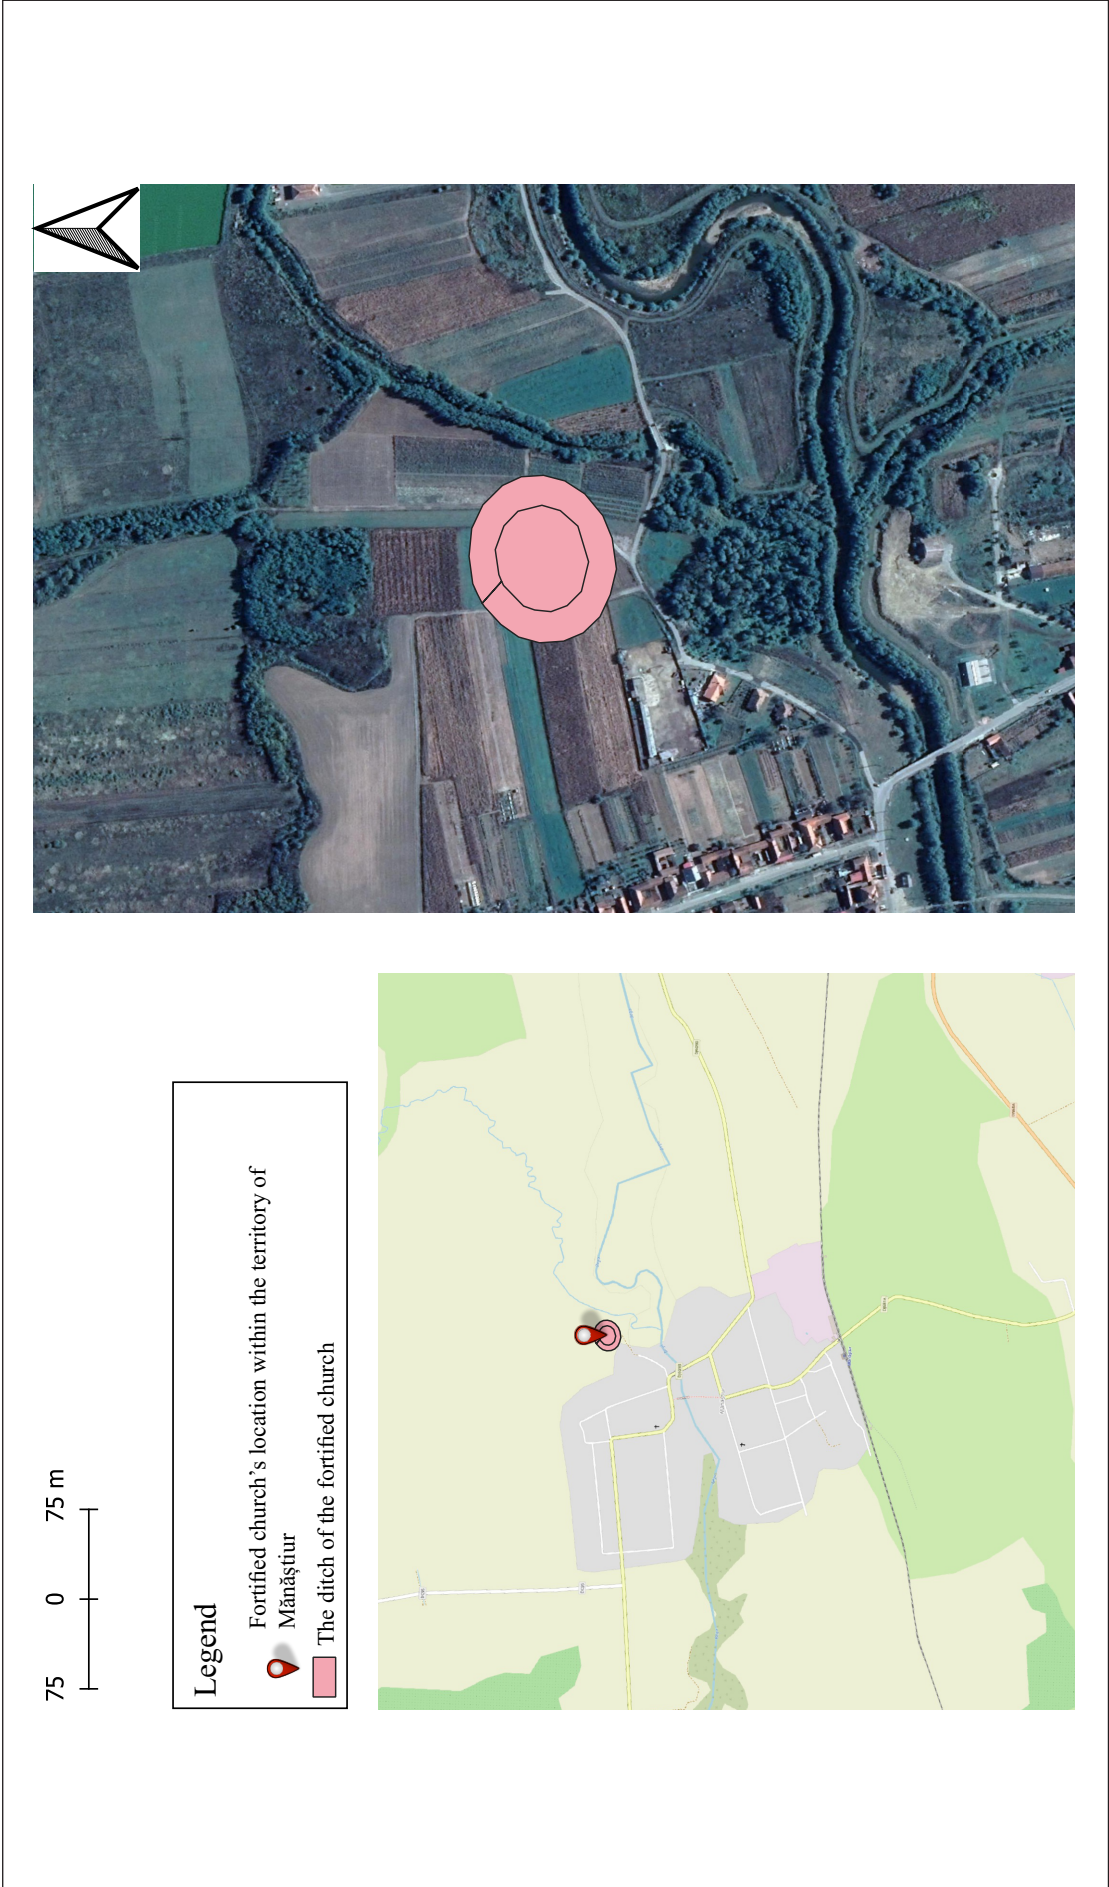 75 0 75 m
Legend
Fortified church's location within the territory of
Mănăștiur
The ditch of the fortified church